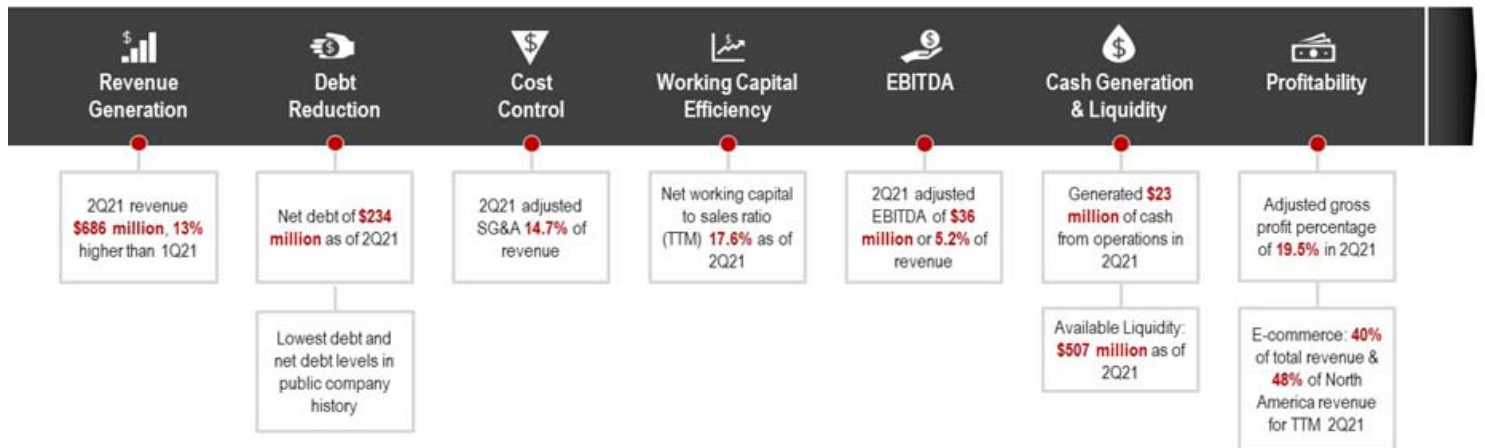 Revenue
Generation
2Q21 revenue
$686 million, 13%
higher than 1Q21
Debt
Reduction
Net debt of $234
million as of 2Q21
Lowest debt and
net debt levels in
public company
history
Cost
Control
2Q21 adjusted
SG&A 14.7% of
revenue
Working Capital
Efficiency
Net working capital
to sales ratio
(TTM) 17.6% as of
2Q21
EBITDA
2Q21 adjusted
EBITDA of $36
million or 5.2% of
revenue
Cash Generation
& Liquidity
Generated $23
million of cash
from operations in
2Q21
Available Liquidity:
$507 million as of
2Q21
Profitability
Adjusted gross
profit percentage
of 19.5% in 2Q21
E-commerce: 40%
of total revenue &
48% of North
America revenue
for TTM 2Q21